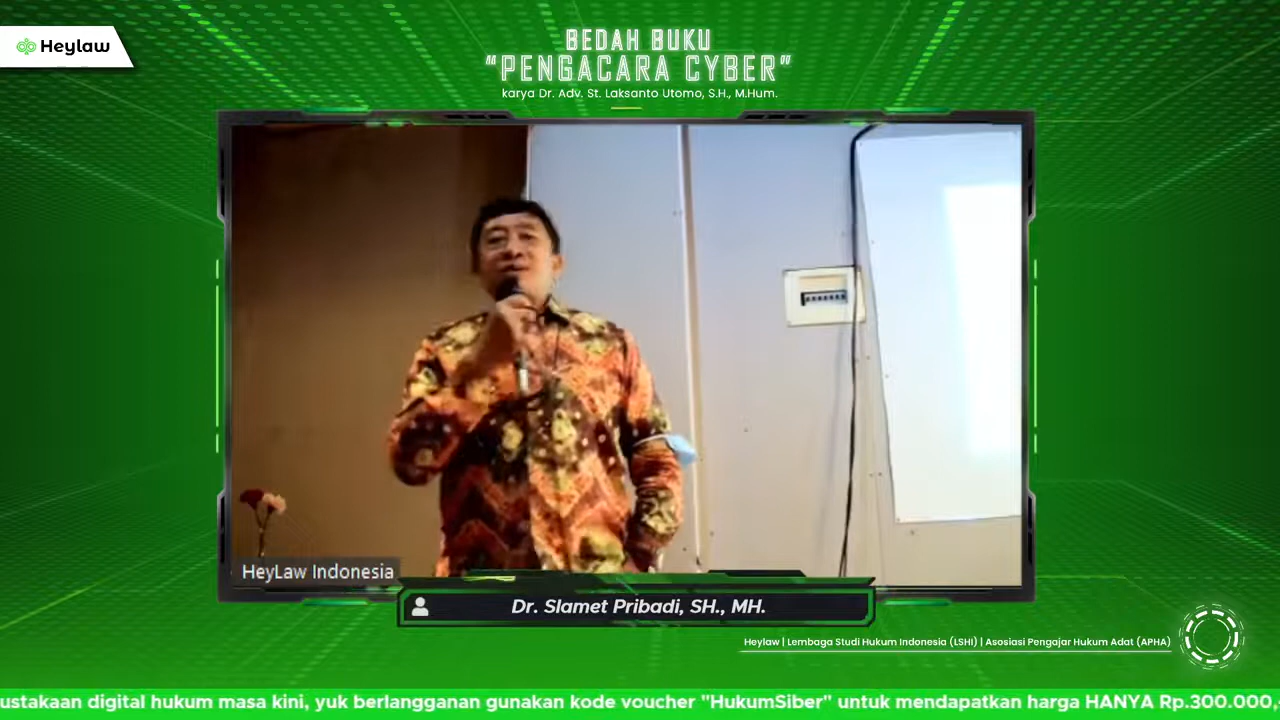 Heylaw
BEDAH BUKU
"PENGACARA CYBER"
karya Dr. Adv. St. Laksanto Utomo, S.H., M.Hum.
HeyLaw Indonesia
Dr. Slamet Pribadi, SH., MH.
Heylaw | Lembaga Studi Hukum Indonesia (LSHI) | Asosiasi Pengajar Hukum Adat (APHA)
ustakaan digital hukum masa kini, yuk berlangganan gunakan kode voucher "HukumSiber" untuk mendapatkan harga HANYA Rp.300.000,